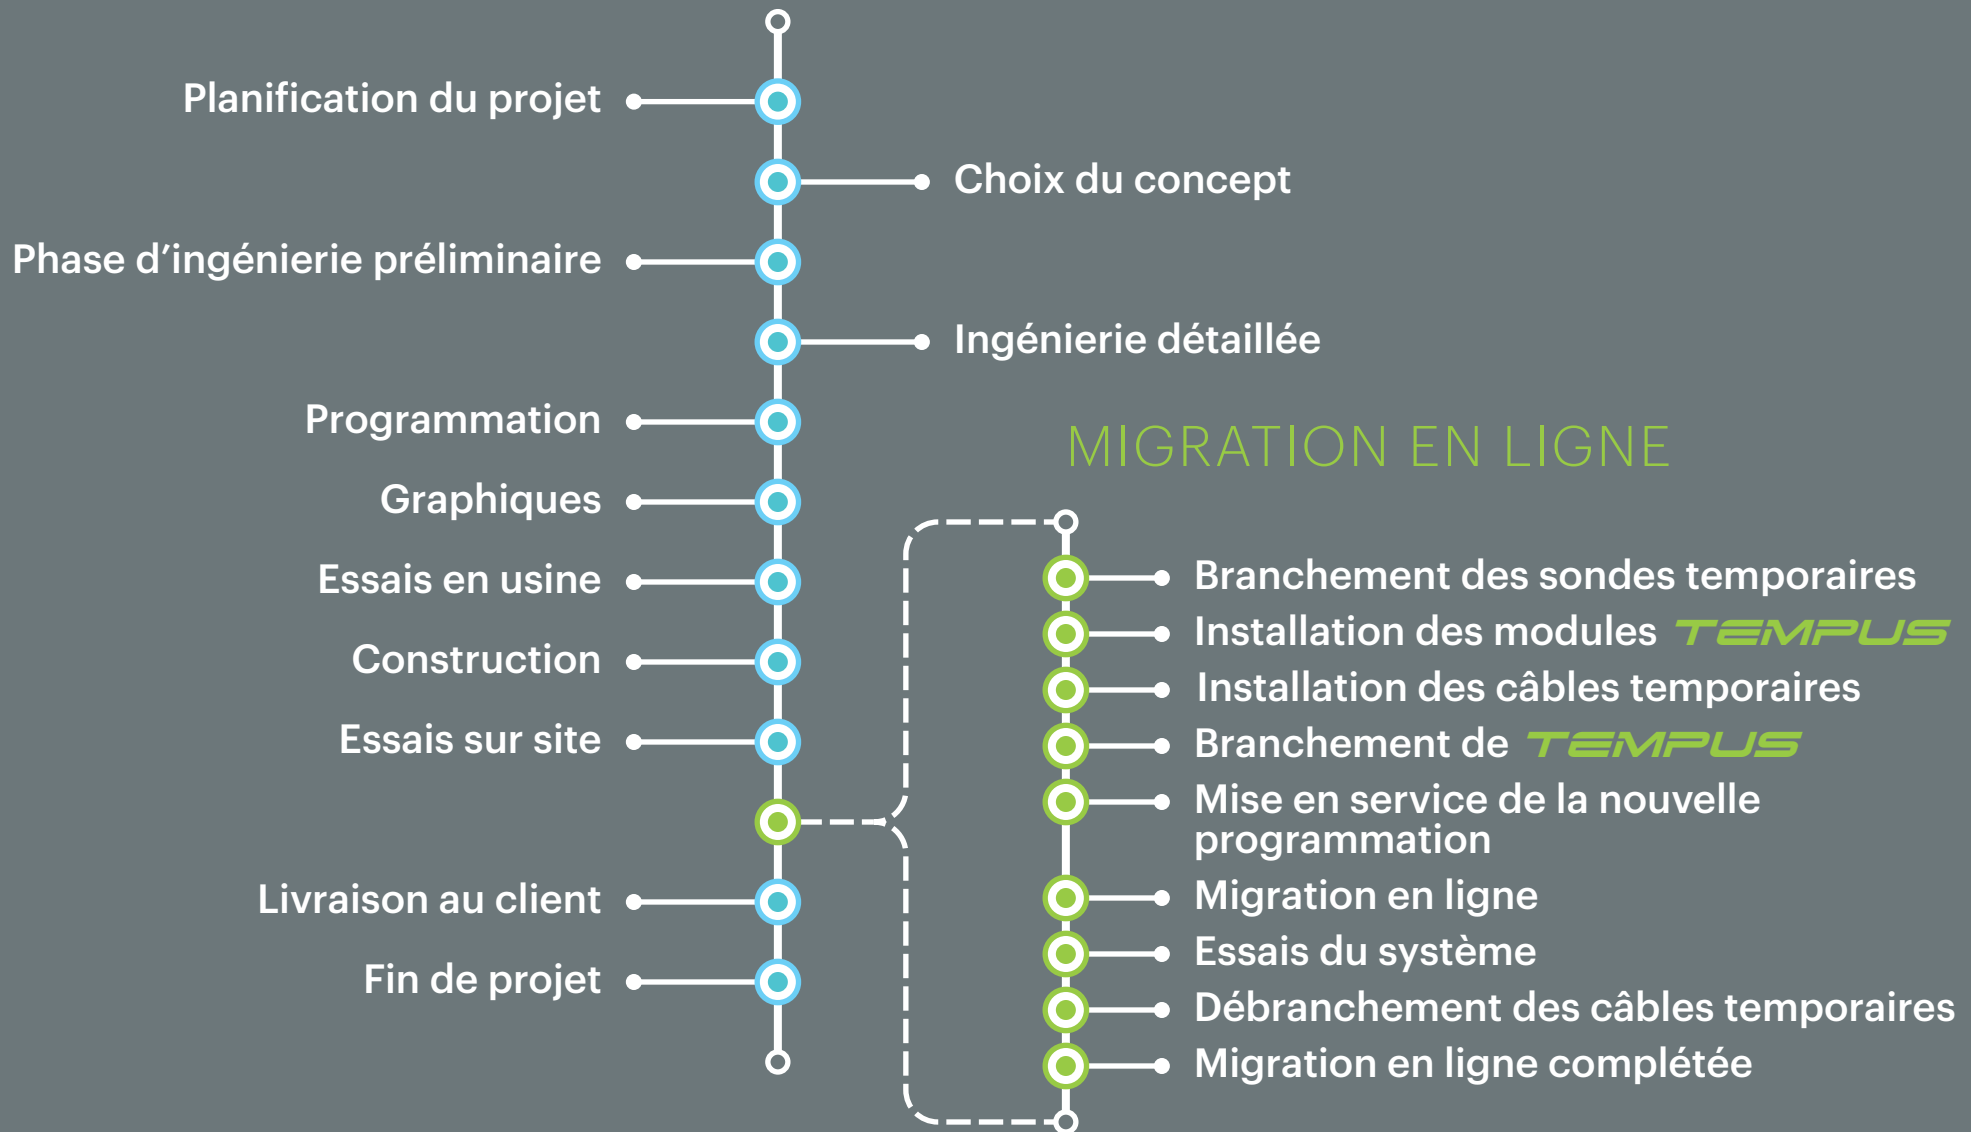 Planification du projet
Choix du concept
Phase d’ingénierie préliminaire
Ingénierie détaillée
Programmation
Graphiques
Essais en usine
Construction
Essais sur site
Livraison au client
Fin de projet
MIGRATION EN LIGNE
Branchement des sondes temporaires
Installation des modules TEMPUS
Installation des câbles temporaires
Branchement de TEMPUS
Mise en service de la nouvelle
programmation
Migration en ligne
Essais du système
Débranchement des câbles temporaires
Migration en ligne complétée